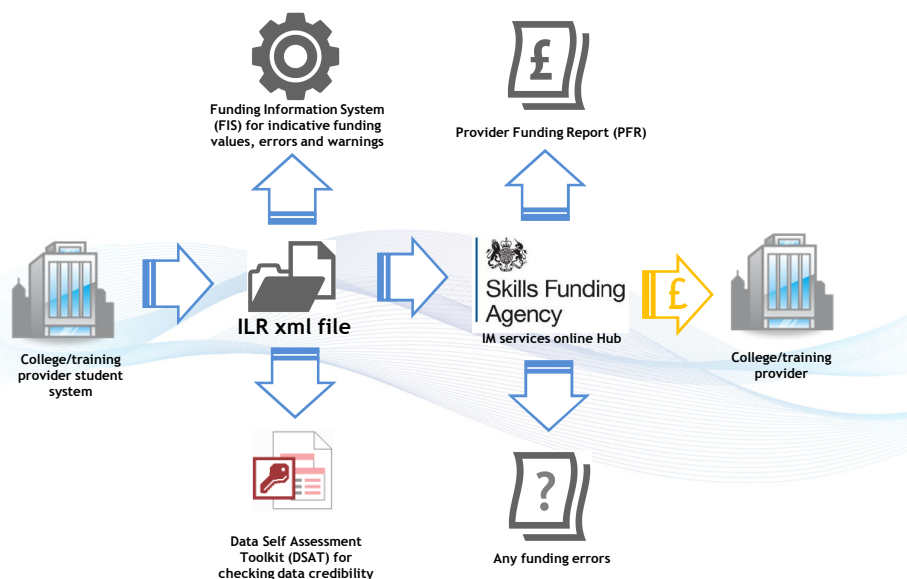 £
Funding Information System
(FIS) for indicative funding
values, errors and warnings
Provider Funding Report (PFR)
Skills Funding
Agency
IM services online Hub
£
ILR xml file
College/training
provider student
system
College/training
provider
?
Data Self Assessment
Toolkit (DSAT) for
checking data credibility
Any funding errors